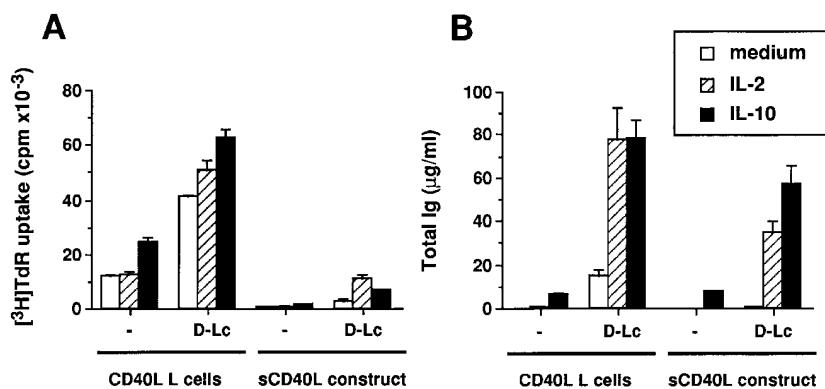 A
[³H]TdR uptake (cpm x10⁻³)
80
60
40
20
0
- D-Lc - D-Lc
CD40L L cells sCD40L construct
B
medium
IL-2
IL-10
Total Ig (µg/ml)
100
80
60
40
20
0
- D-Lc - D-Lc
CD40L L cells sCD40L construct